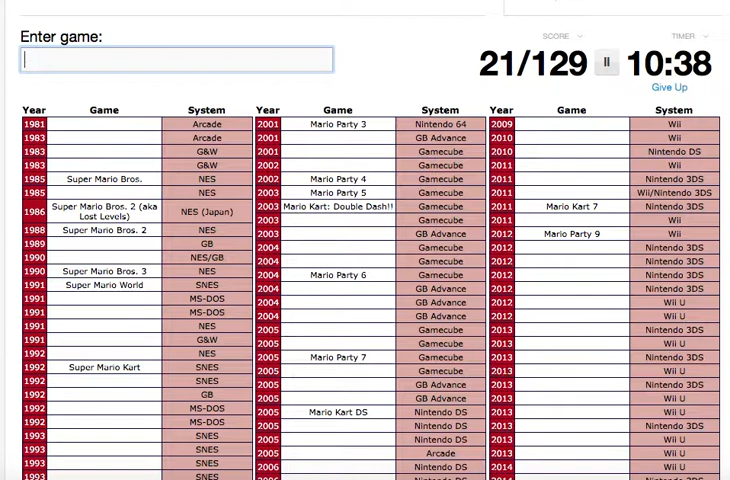 Enter game:
SCORE
TIMER
21/129
10:38
Give Up
Year Game System Year Game System Year Game System
1981 Arcade 2001 Mario Party 3 Nintendo 64 2009 Wii
1983 Arcade 2001 GB Advance 2010 Wii
1983 G&W 2001 Gamecube 2010 Nintendo DS
1983 G&W 2002 Gamecube 2011 Wii
1985 Super Mario Bros. NES 2002 Mario Party 4 Gamecube 2011 Nintendo 3DS
1985 NES 2003 Mario Party 5 Gamecube 2011 Wii/Nintendo 3DS
1986 Super Mario Bros. 2 (aka Lost Levels) NES (Japan) 2003 Mario Kart: Double Dash!! Gamecube 2011 Mario Kart 7 Nintendo 3DS
2003 Gamecube 2011 Wii
1988 Super Mario Bros. 2 NES 2003 GB Advance 2012 Mario Party 9 Wii
1989 GB 2004 Gamecube 2012 Nintendo 3DS
1990 NES/GB 2004 Gamecube 2012 Nintendo 3DS
1990 Super Mario Bros. 3 NES 2004 Mario Party 6 Gamecube 2012 Nintendo 3DS
1991 Super Mario World SNES 2004 GB Advance 2012 Nintendo 3DS
1991 MS-DOS 2004 GB Advance 2012 Wii U
1991 MS-DOS 2004 GB Advance 2012 Wii U
1991 NES 2005 Gamecube 2013 Nintendo 3DS
1991 G&W 2005 Gamecube 2013 Wii U
1992 NES 2005 Mario Party 7 Gamecube 2013 Nintendo 3DS
1992 Super Mario Kart SNES 2005 Gamecube 2013 Wii U
1992 SNES 2005 GB Advance 2013 Nintendo 3DS
1992 GB 2005 GB Advance 2013 Wii U
1992 MS-DOS 2005 Mario Kart DS Nintendo DS 2013 Wii U
1992 MS-DOS 2005 Nintendo DS 2013 Nintendo 3DS
1993 SNES 2005 Nintendo DS 2013 Wii U
1993 SNES 2005 Arcade 2013 Wii U
1993 SNES 2006 Nintendo DS 2014 Wii U
1993 SNES Nintendo DS Nintendo 3DS